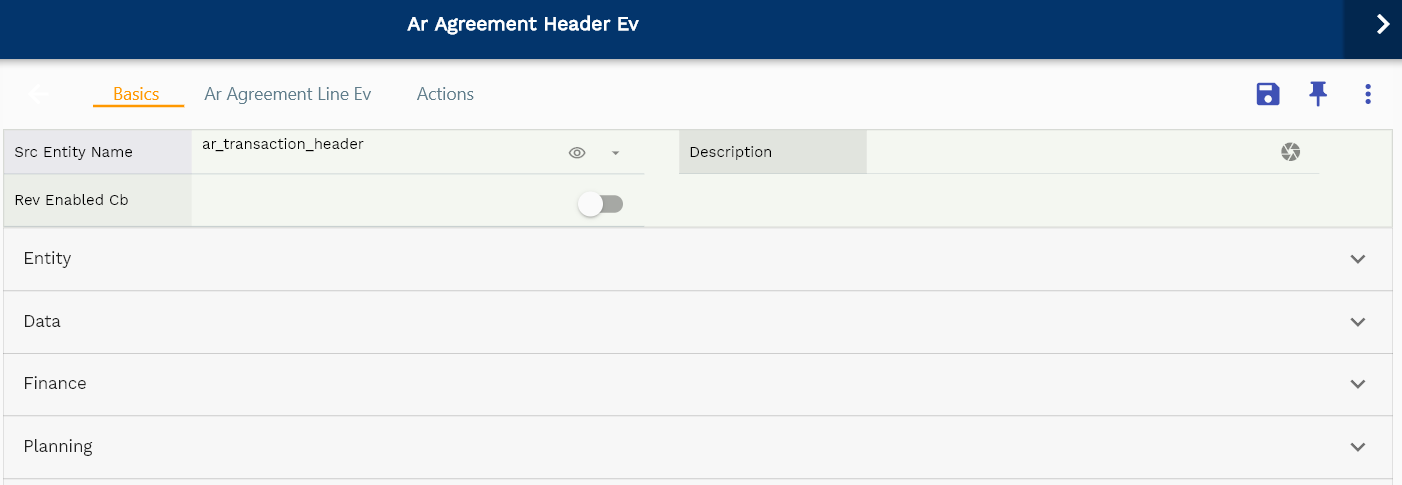 Ar Agreement Header Ev
Basics Ar Agreement Line Ev Actions
Src Entity Name ar_transaction_header Description
Rev Enabled Cb
Entity
Data
Finance
Planning